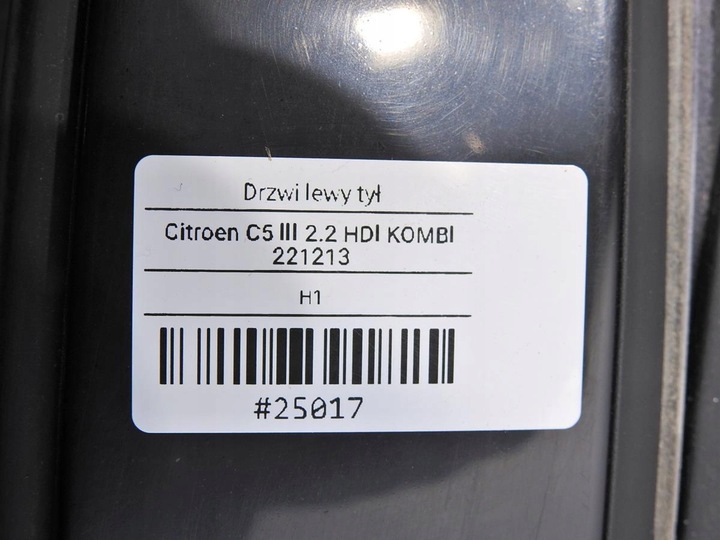 Drzwi lewy tył
Citroen C5 III 2.2 HDI KOMBI
221213
H1
#25017